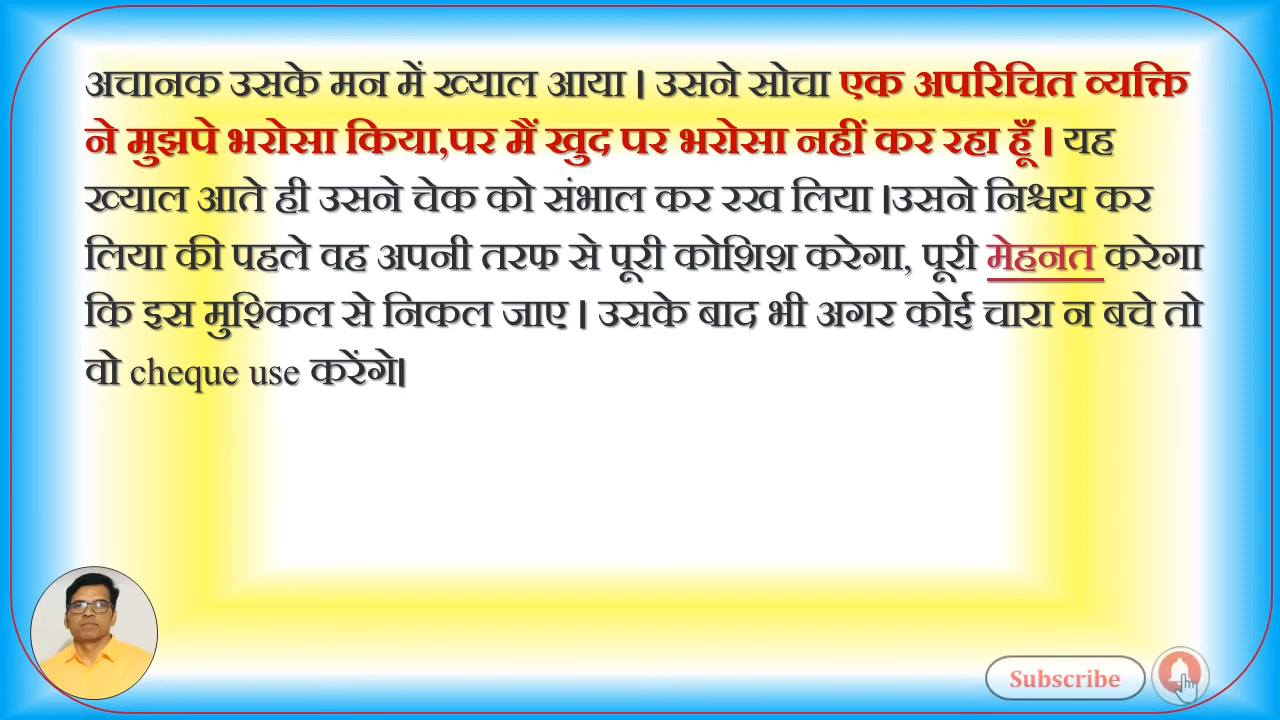 अचानक उसके मन में ख्याल आया । उसने सोचा एक अपरिचित व्यक्ति
ने मुझपे भरोसा किया,पर मैं खुद पर भरोसा नहीं कर रहा हूँ । यह
ख्याल आते ही उसने चेक को संभाल कर रख लिया ।उसने निश्चय कर
लिया की पहले वह अपनी तरफ से पूरी कोशिश करेगा, पूरी मेहनत करेगा
कि इस मुश्किल से निकल जाए । उसके बाद भी अगर कोई चारा न बचे तो
वो cheque use करेंगे।
Subscribe